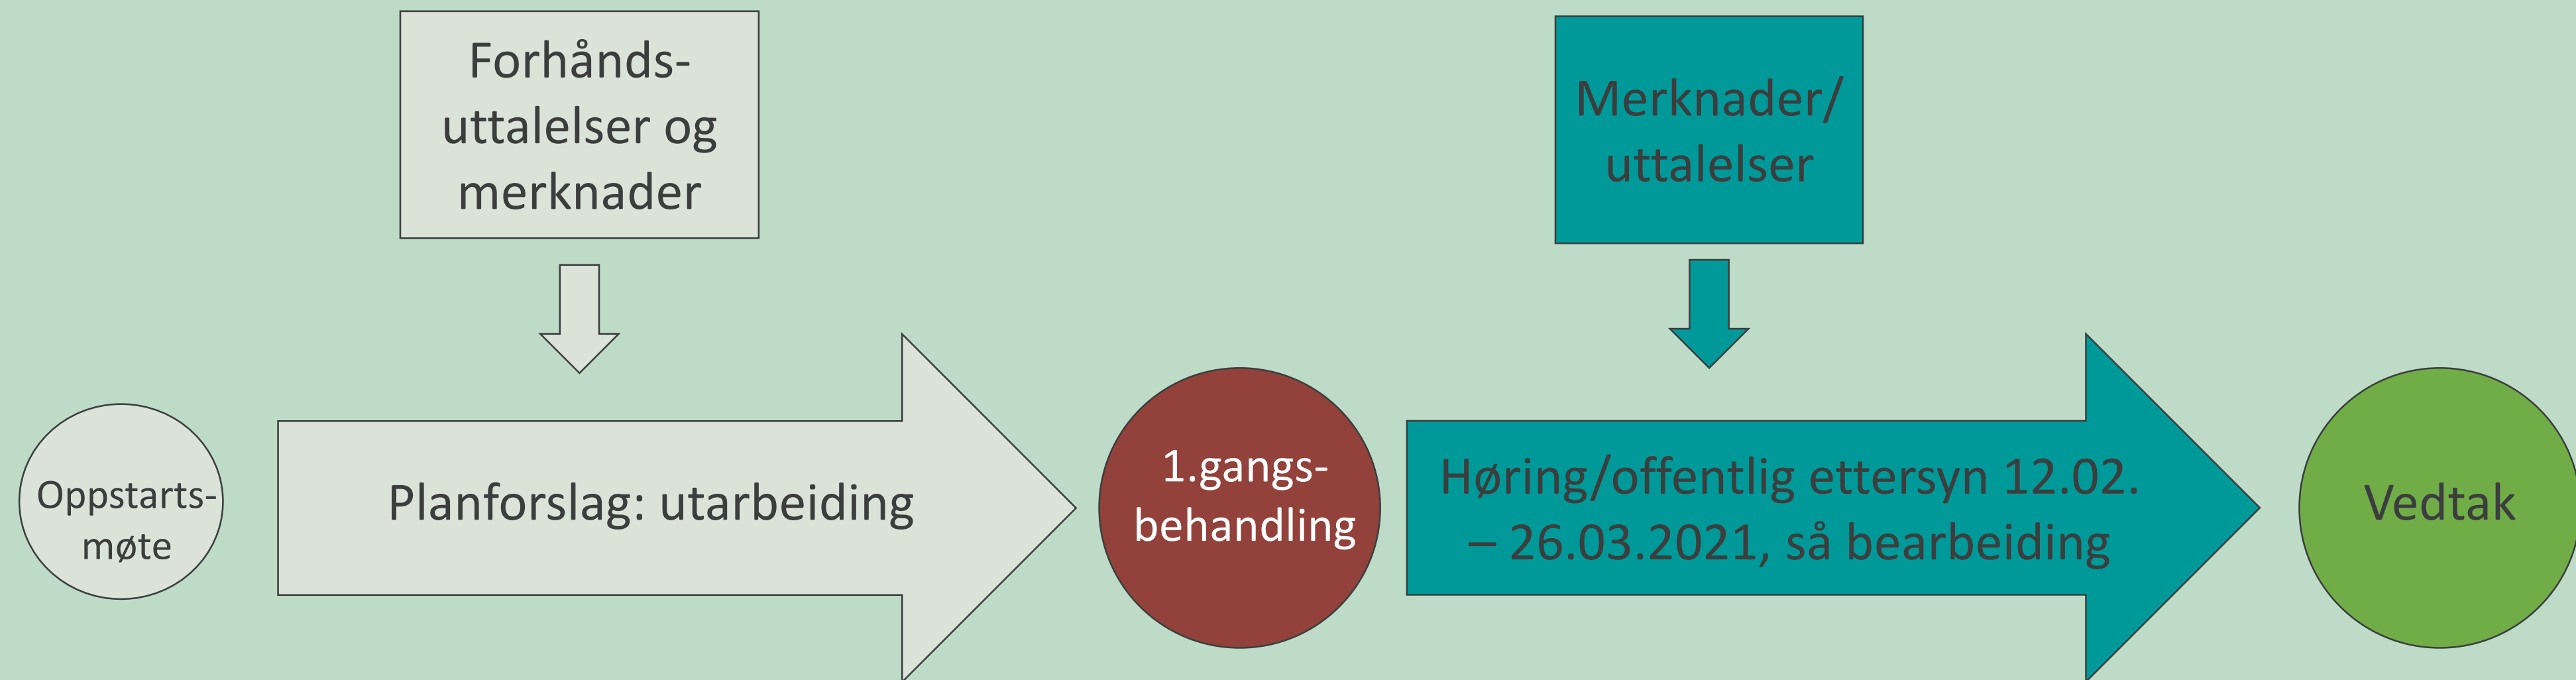 Forhånds-
uttalelser og
merknader
Merknader/
uttalelser
Oppstarts-
møte
Planforslag: utarbeiding
1.gangs-
behandling
Høring/offentlig ettersyn 12.02.
– 26.03.2021, så bearbeiding
Vedtak